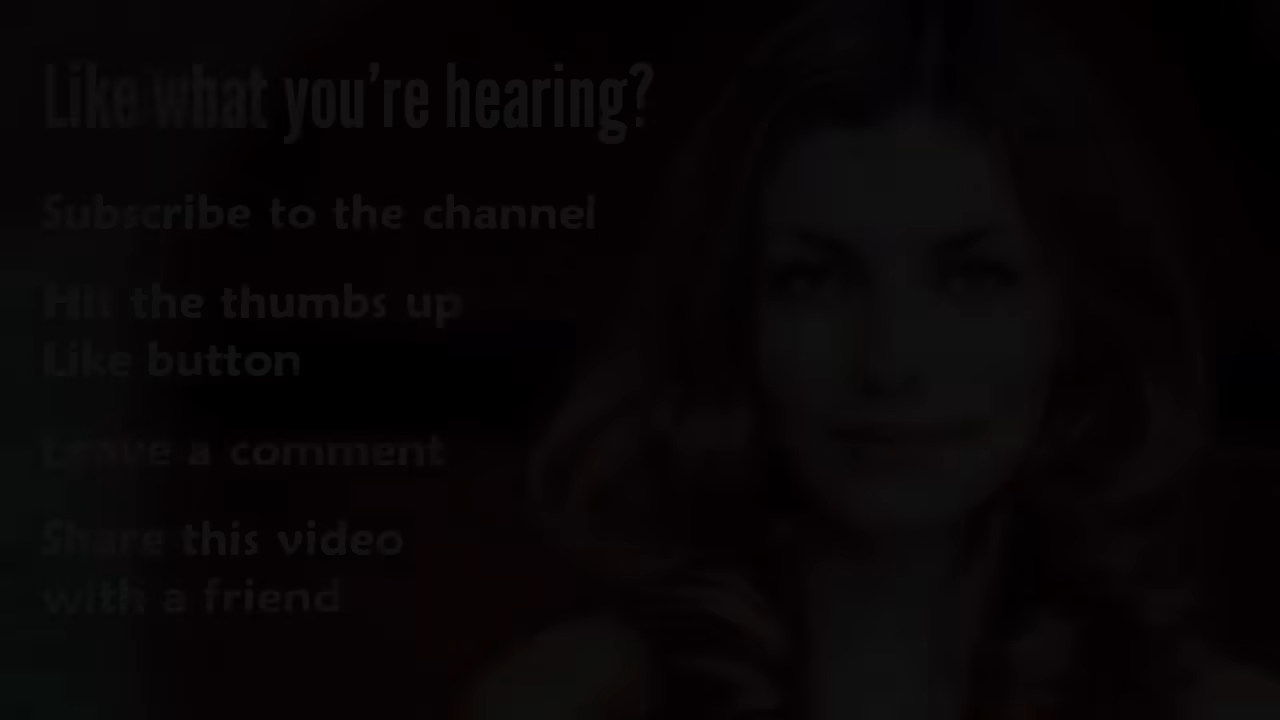 Like what you're hearing?
Subscribe to the channel
Hit the thumbs up
Like button
Leave a comment
Share this video
with a friend